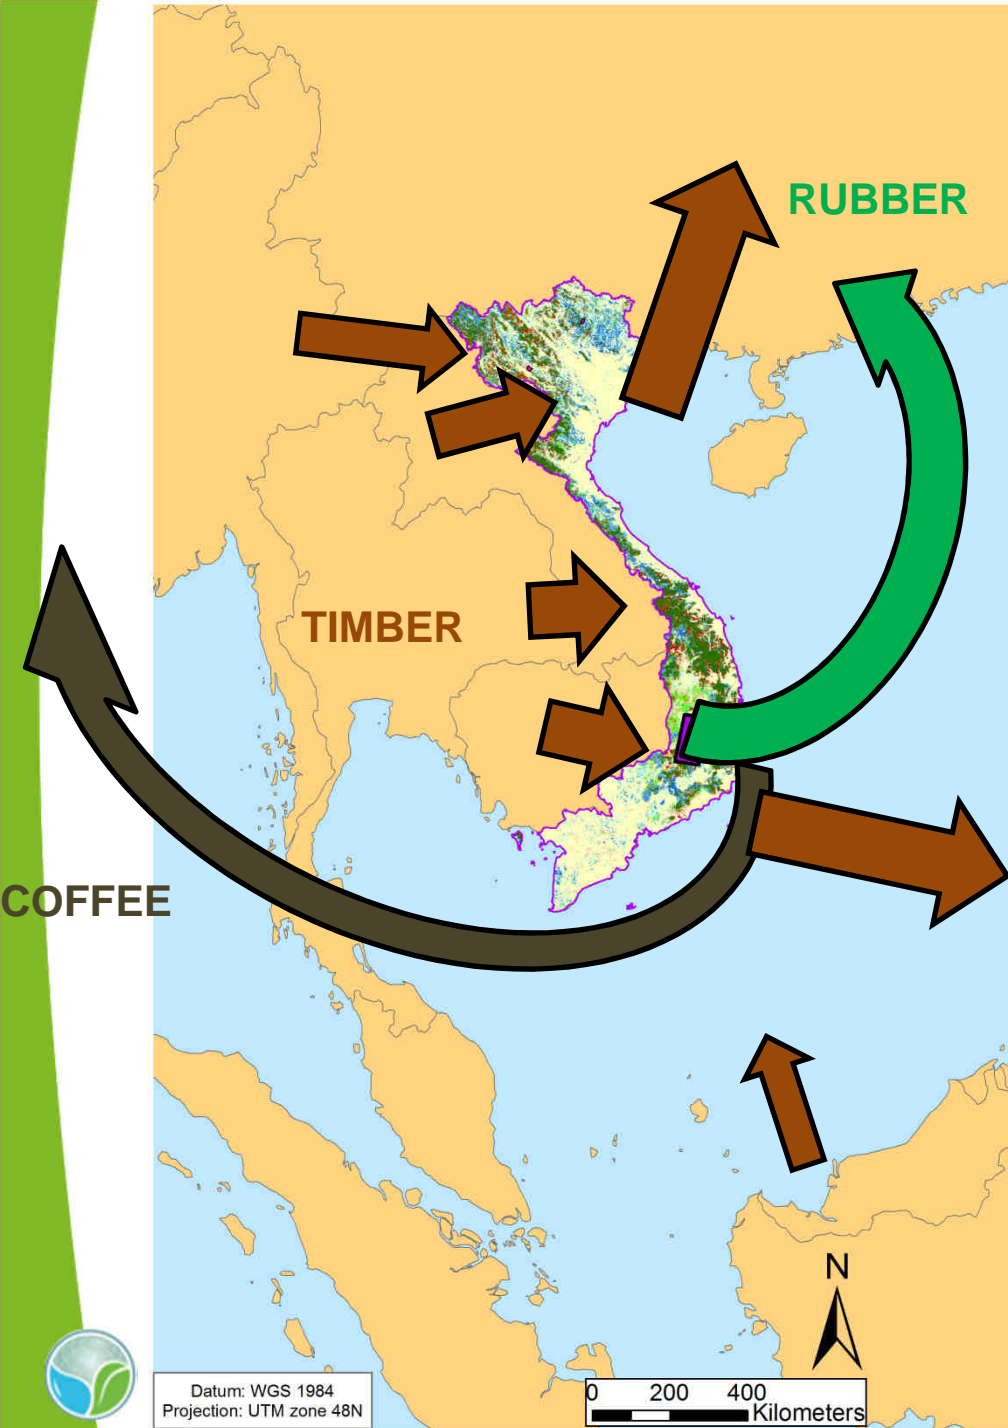 RUBBER
TIMBER
COFFEE
N
Datum: WGS 1984
Projection: UTM zone 48N
0 200 400
Kilometers